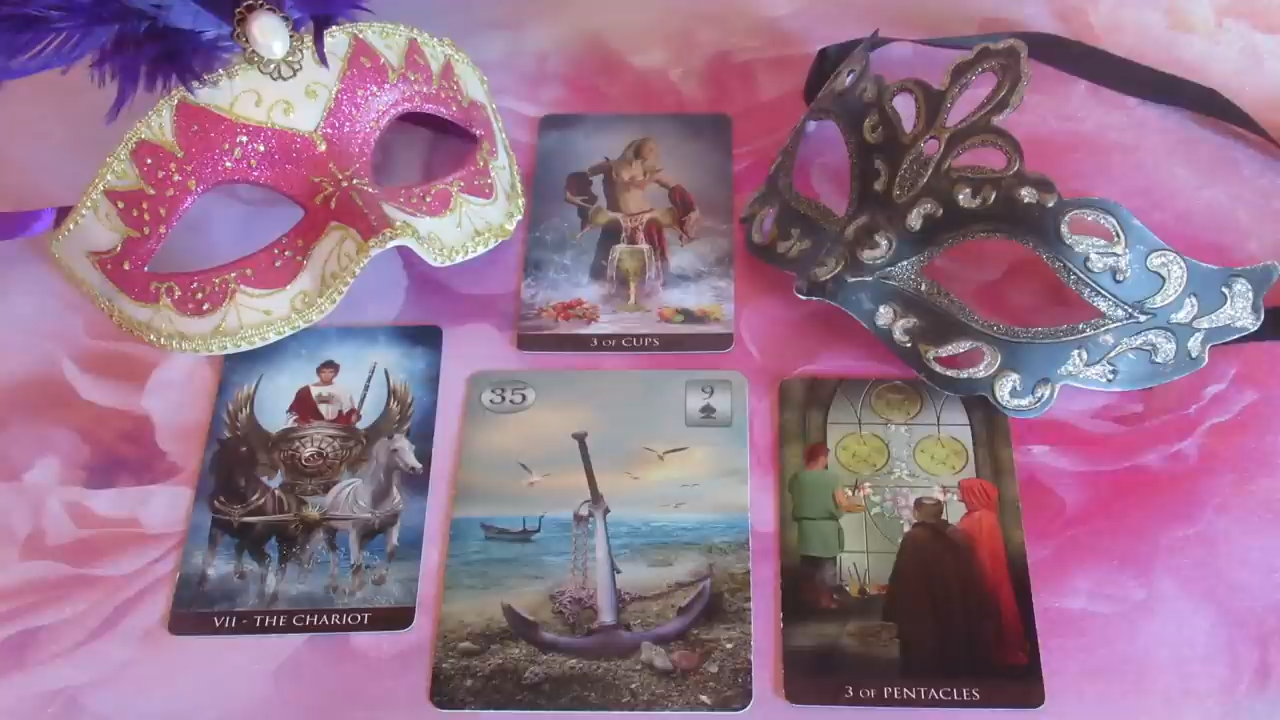 3 OF CUPS
35
9
VII - THE CHARIOT
3 OF PENTACLES